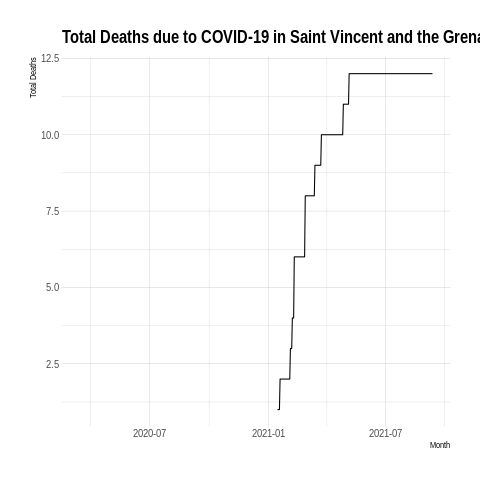 Total Deaths due to COVID-19 in Saint Vincent and the Grena
Total Deaths
12.5
10.0
7.5
5.0
2.5
2020-07 2021-01 2021-07
Month